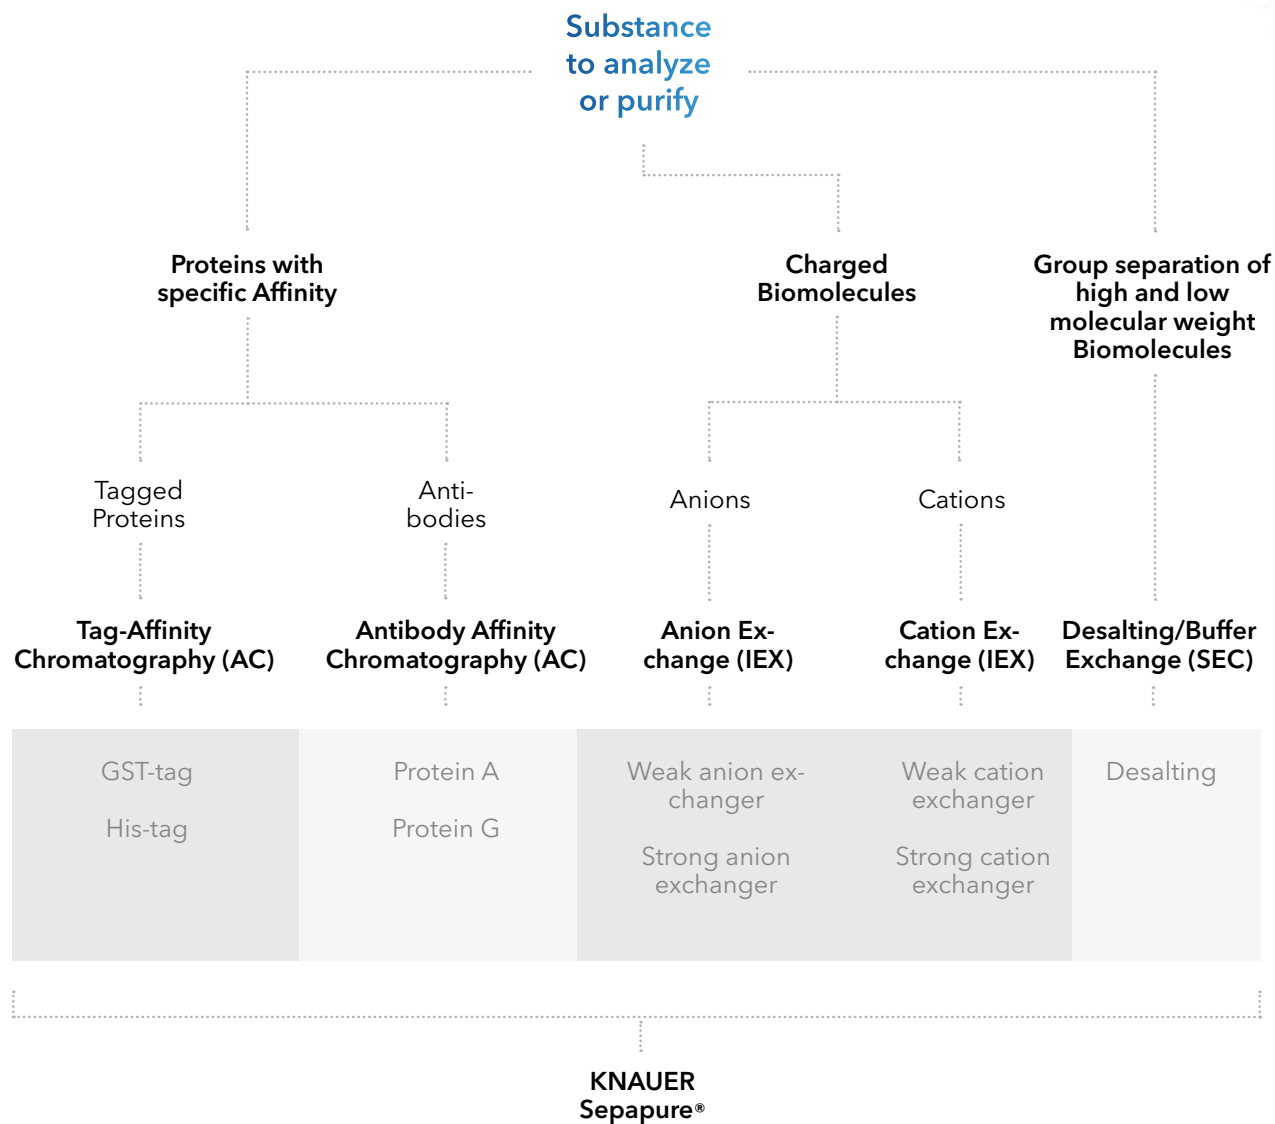 Substance
to analyze
or purify
Proteins with
specific Affinity
Charged
Biomolecules
Group separation of
high and low
molecular weight
Biomolecules
Tagged
Proteins
Anti-
bodies
Anions
Cations
Tag-Affinity
Chromatography (AC)
Antibody Affinity
Chromatography (AC)
Anion Ex-
change (IEX)
Cation Ex-
change (IEX)
Desalting/Buffer
Exchange (SEC)
GST-tag
His-tag
Protein A
Protein G
Weak anion ex-
changer
Strong anion
exchanger
Weak cation
exchanger
Strong cation
exchanger
Desalting
KNAUER
Sepapure®